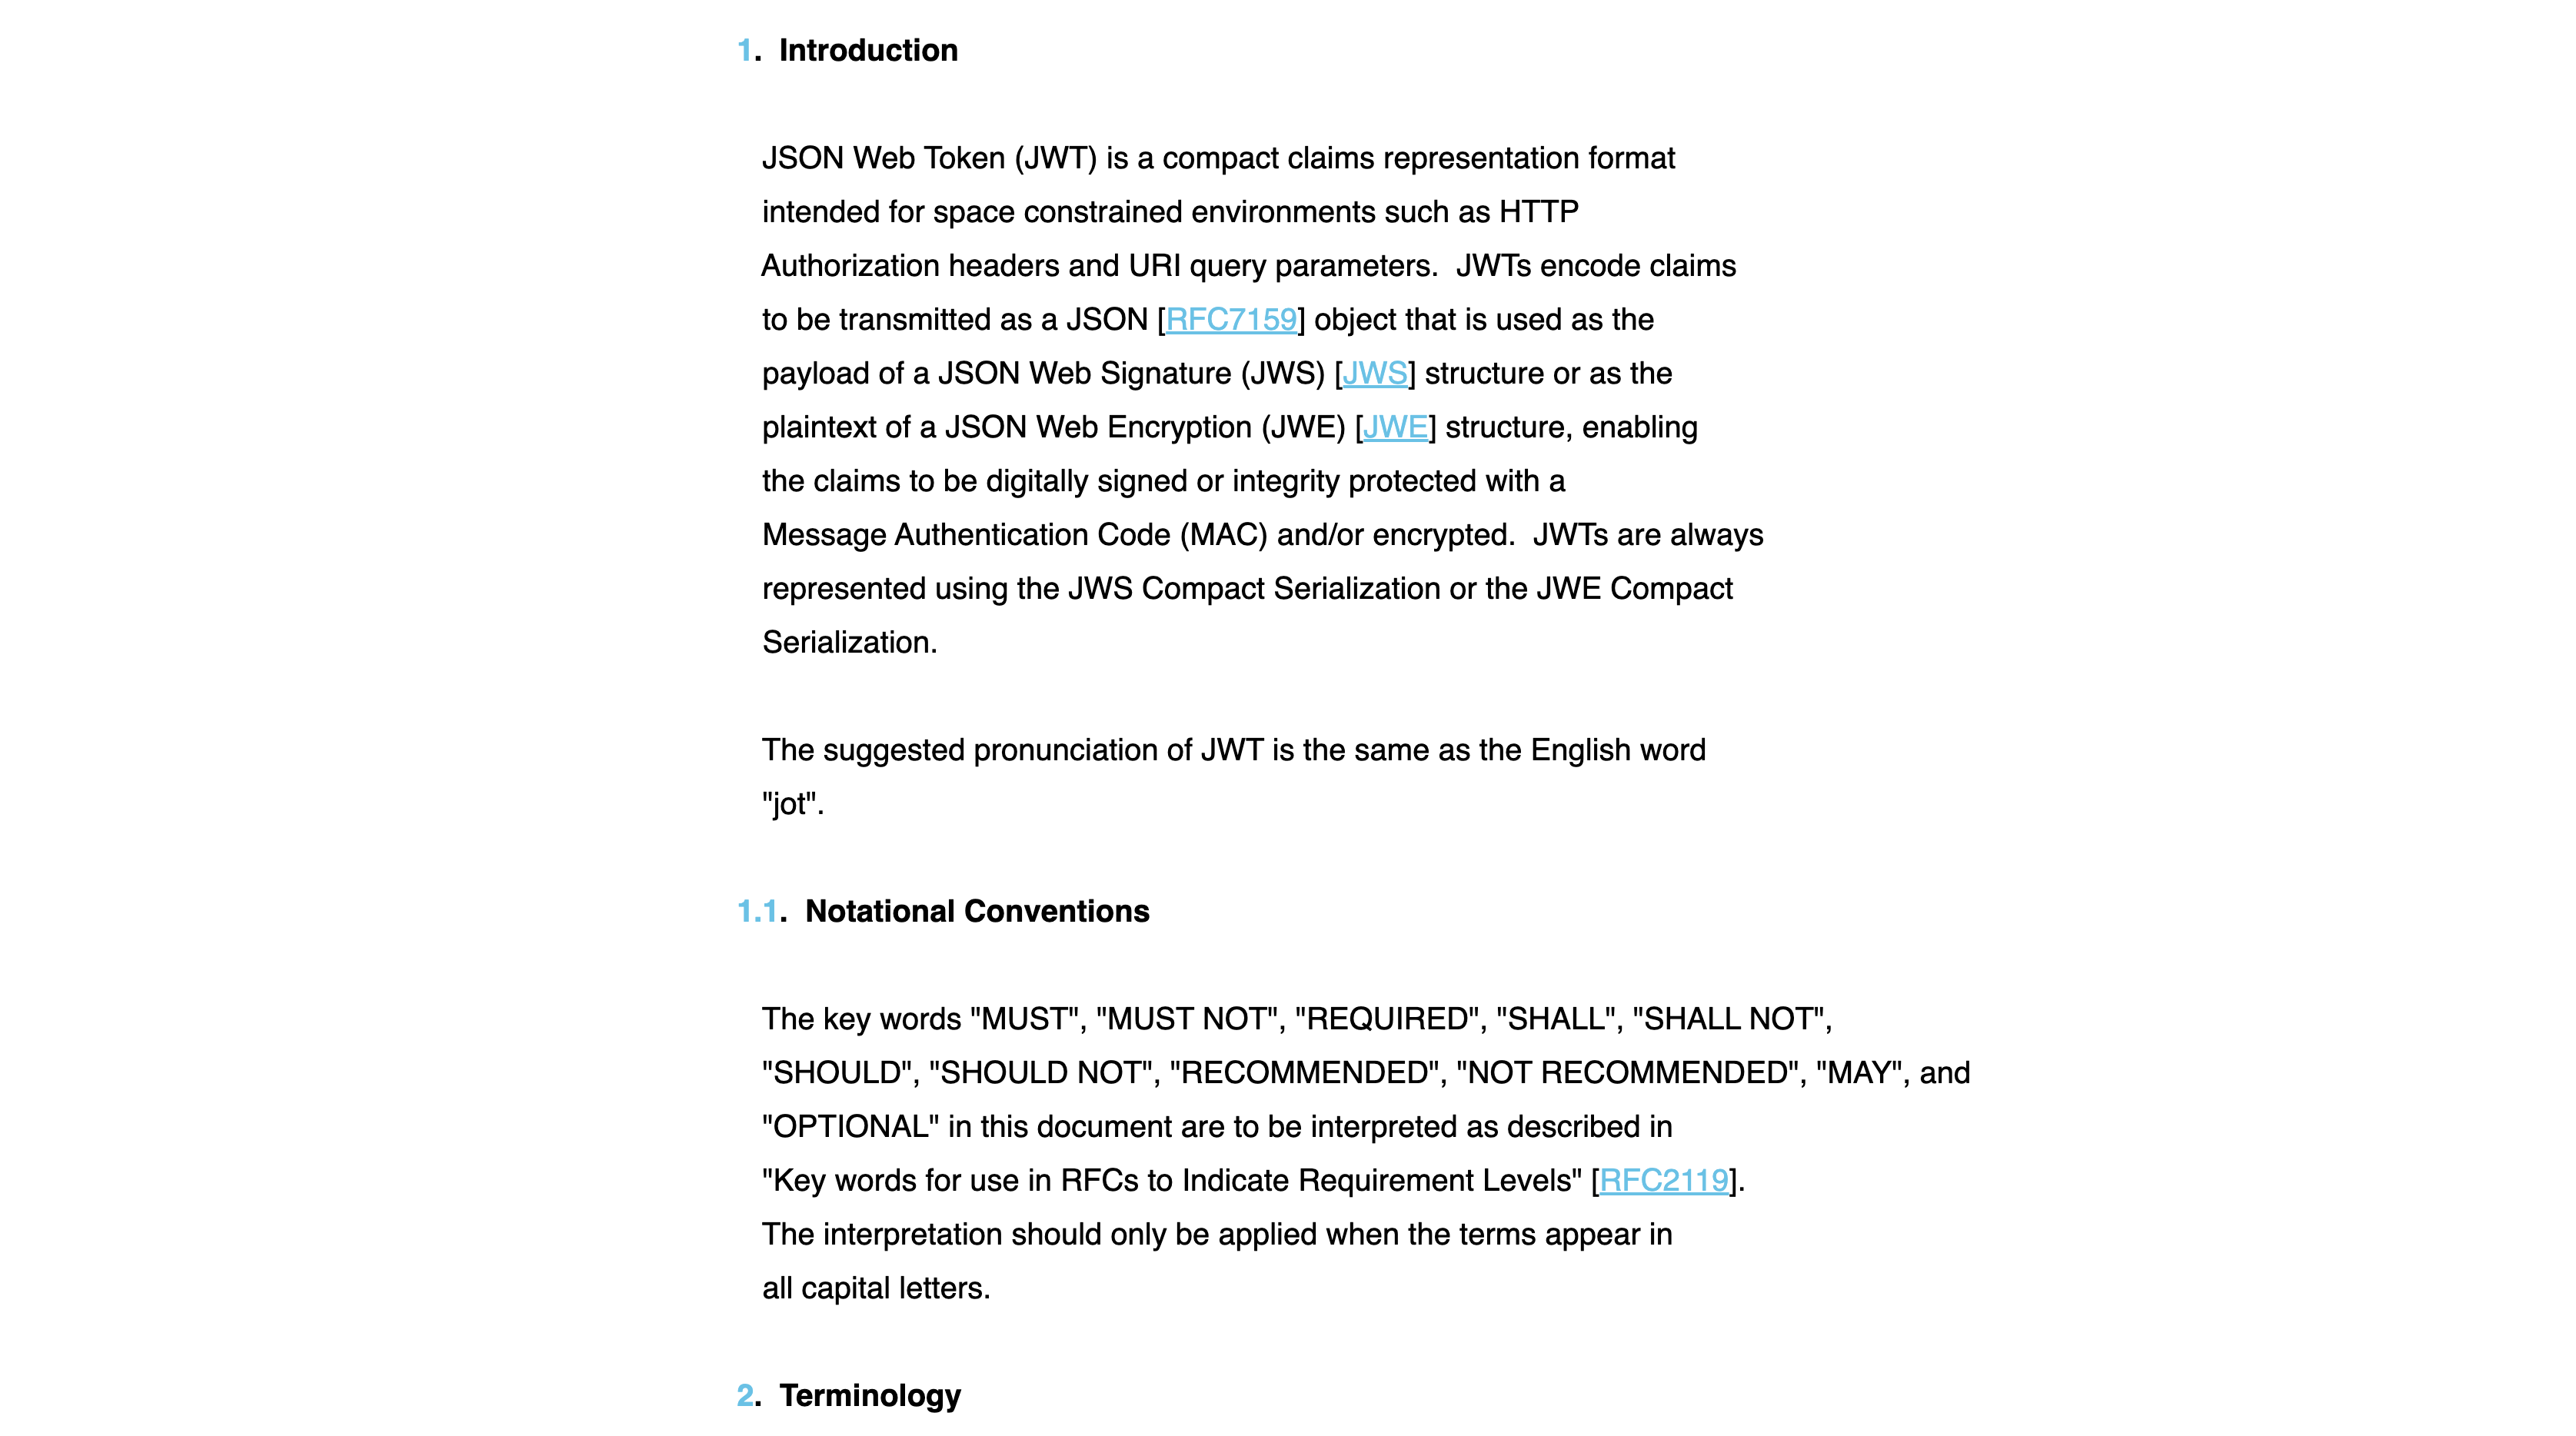 1.  Introduction
JSON Web Token (JWT) is a compact claims representation format
intended for space constrained environments such as HTTP
Authorization headers and URI query parameters.  JWTs encode claims
to be transmitted as a JSON [RFC7159] object that is used as the
payload of a JSON Web Signature (JWS) [JWS] structure or as the
plaintext of a JSON Web Encryption (JWE) [JWE] structure, enabling
the claims to be digitally signed or integrity protected with a
Message Authentication Code (MAC) and/or encrypted.  JWTs are always
represented using the JWS Compact Serialization or the JWE Compact
Serialization.
The suggested pronunciation of JWT is the same as the English word
"jot".
1.1.  Notational Conventions
The key words "MUST", "MUST NOT", "REQUIRED", "SHALL", "SHALL NOT",
"SHOULD", "SHOULD NOT", "RECOMMENDED", "NOT RECOMMENDED", "MAY", and
"OPTIONAL" in this document are to be interpreted as described in
"Key words for use in RFCs to Indicate Requirement Levels" [RFC2119].
The interpretation should only be applied when the terms appear in
all capital letters.
2.  Terminology